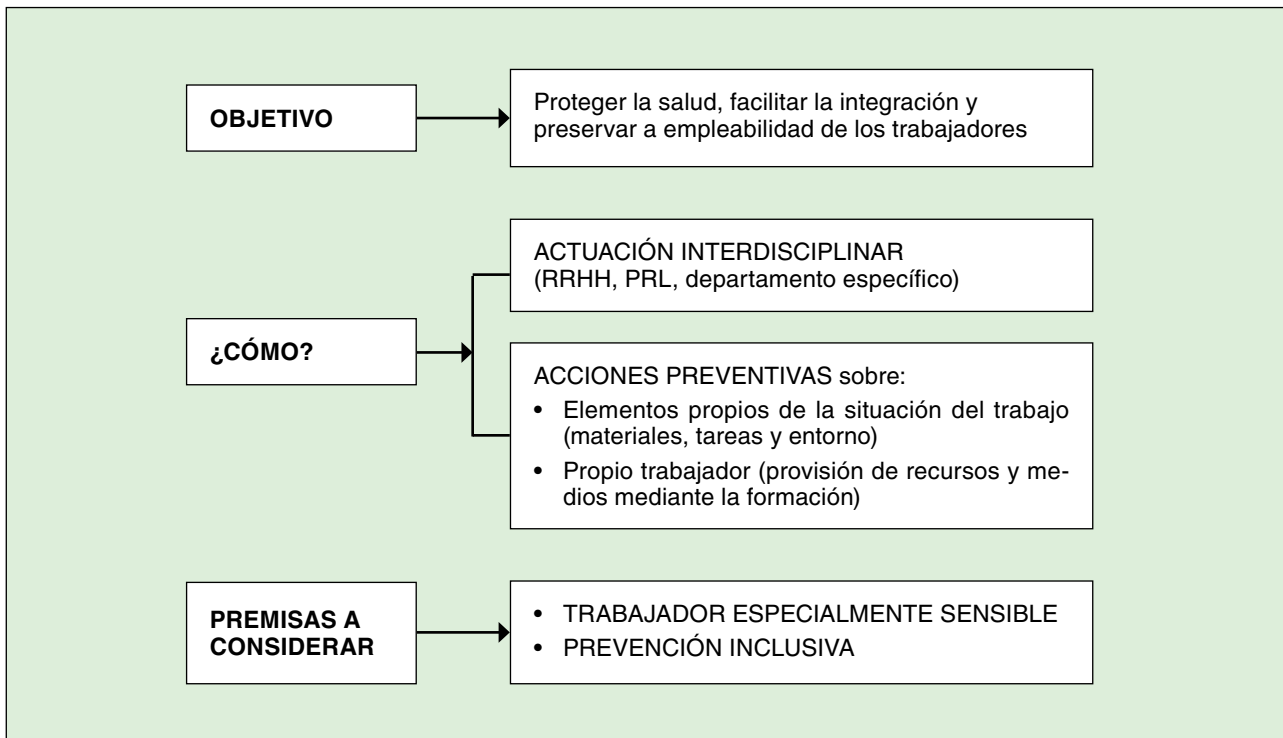 OBJETIVO
Proteger la salud, facilitar la integración y
preservar a empleabilidad de los trabajadores
¿CÓMO?
ACTUACIÓN INTERDISCIPLINAR
(RRHH, PRL, departamento específico)
ACCIONES PREVENTIVAS sobre:
• Elementos propios de la situación del trabajo
(materiales, tareas y entorno)
• Propio trabajador (provisión de recursos y me-
dios mediante la formación)
PREMISAS A
CONSIDERAR
• TRABAJADOR ESPECIALMENTE SENSIBLE
• PREVENCIÓN INCLUSIVA